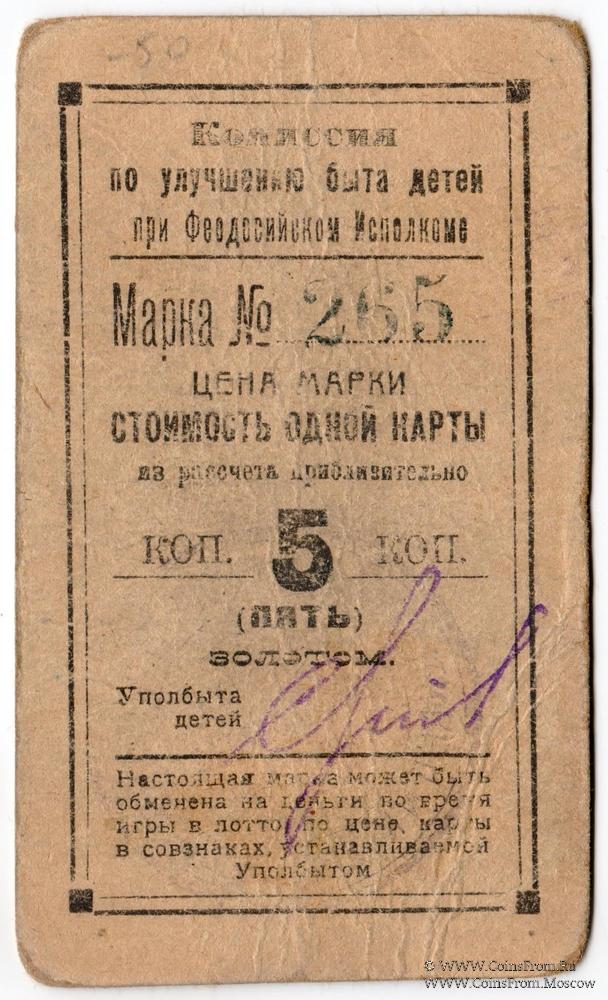 -50
Комиссия
по улучшению быта детей
при Феодосийском Исполкоме
Марка № 265
ЦЕНА МАРКИ
СТОИМОСТЬ ОДНОЙ КАРТЫ
из рассчета приблизительно
КОП. 5 КОП.
(ПЯТЬ)
золотом.
Уполбыта
детей
Настоящая марка может быть
обменена на деньги во время
игры в лотто, по цене карты
в совзнаках, устанавливаемой
Уполбытом
© WWW.CoinsFrom.Ru
WWW.CoinsFrom.Moscow